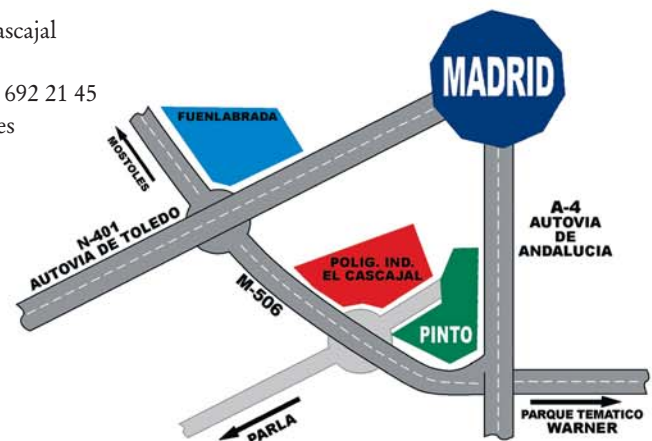 ascajal
692 21 45
es
MADRID
FUENLABRADA
MOSTOLES
N-401
AUTOVIA DE TOLEDO
A-4
AUTOVIA
DE
ANDALUCIA
POLIG. IND.
EL CASCAJAL
M-506
PINTO
PARLA
PARQUE TEMATICO
WARNER